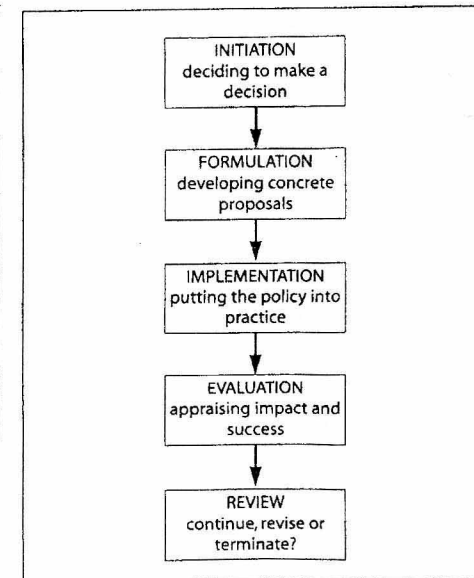 INITIATION
deciding to make a
decision
FORMULATION
developing concrete
proposals
IMPLEMENTATION
putting the policy into
practice
EVALUATION
appraising impact and
success
REVIEW
continue, revise or
terminate?